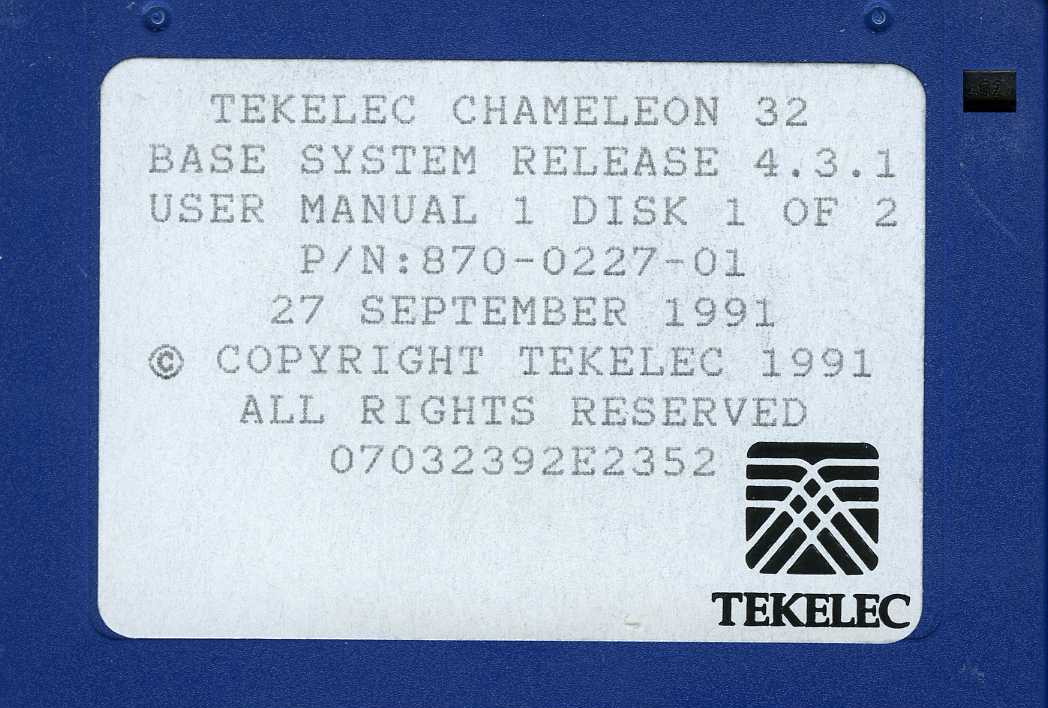 TEKELEC CHAMELEON 32
BASE SYSTEM RELEASE 4.3.1
USER MANUAL 1 DISK 1 OF 2
P/N:870-0227-01
27 SEPTEMBER 1991
© COPYRIGHT TEKELEC 1991
ALL RIGHTS RESERVED
07032392E2352
TEKELEC